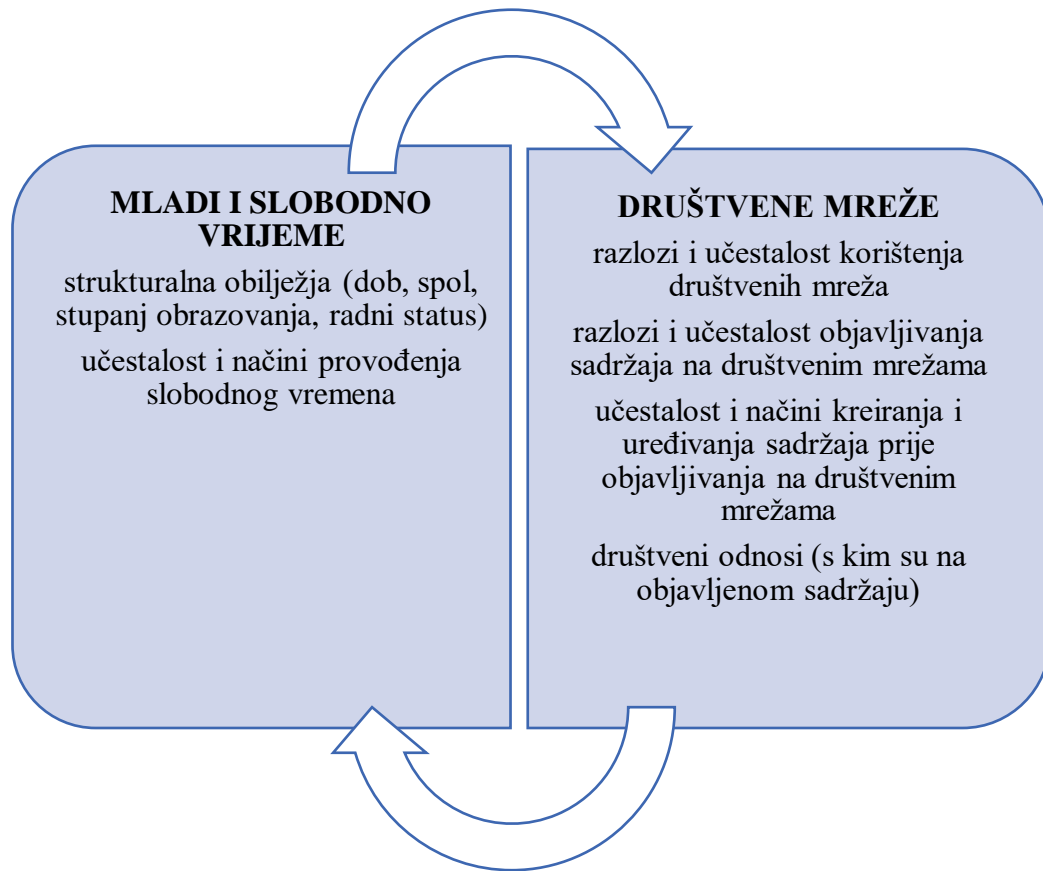 MLADI I SLOBODNO
VRIJEME
strukturalna obilježja (dob, spol,
stupanj obrazovanja, radni status)
učestalost i načini provođenja
slobodnog vremena
DRUŠTVENE MREŽE
razlozi i učestalost korištenja
društvenih mreža
razlozi i učestalost objavljivanja
sadržaja na društvenim mrežama
učestalost i načini kreiranja i
uređivanja sadržaja prije
objavljivanja na društvenim
mrežama
društveni odnosi (s kim su na
objavljenom sadržaju)